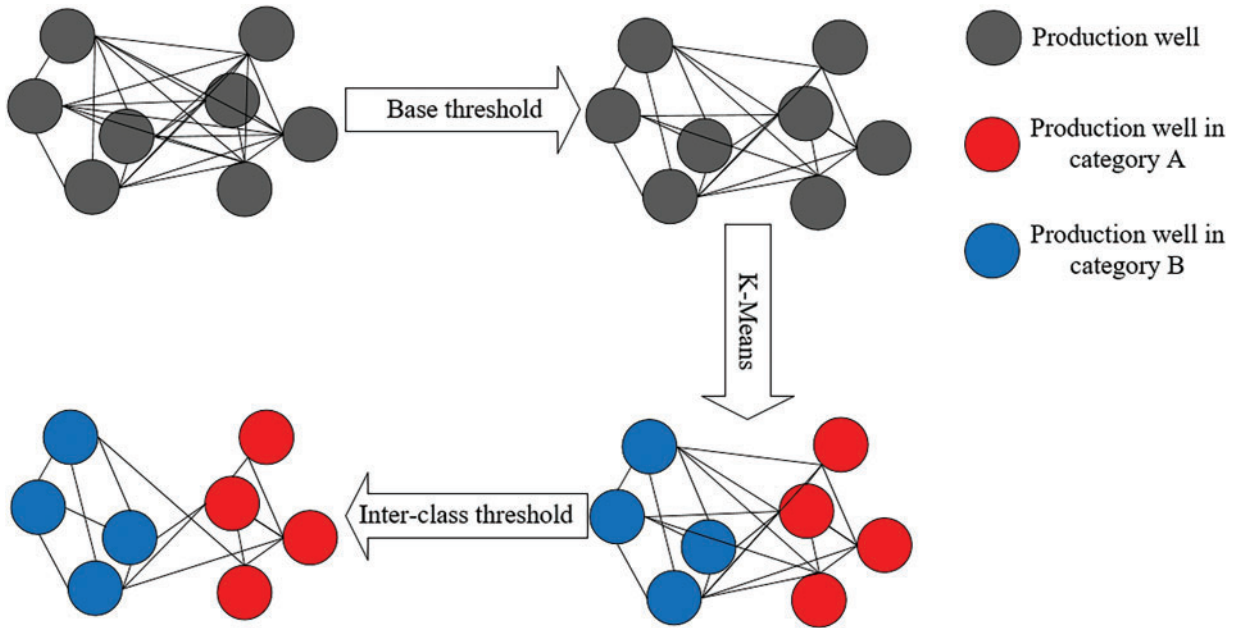 Production well
Base threshold
Production well in
category A
Production well in
category B
K-Means
Inter-class threshold